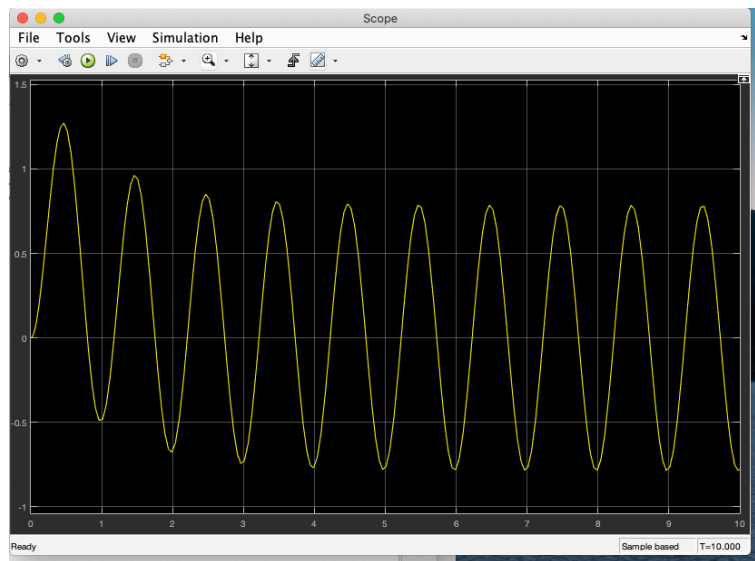 Scope
File Tools View Simulation Help
1.5
1
0.5
0
-0.5
-1
0 1 2 3 4 5 6 7 8 9 10
Ready Sample based T=10.000